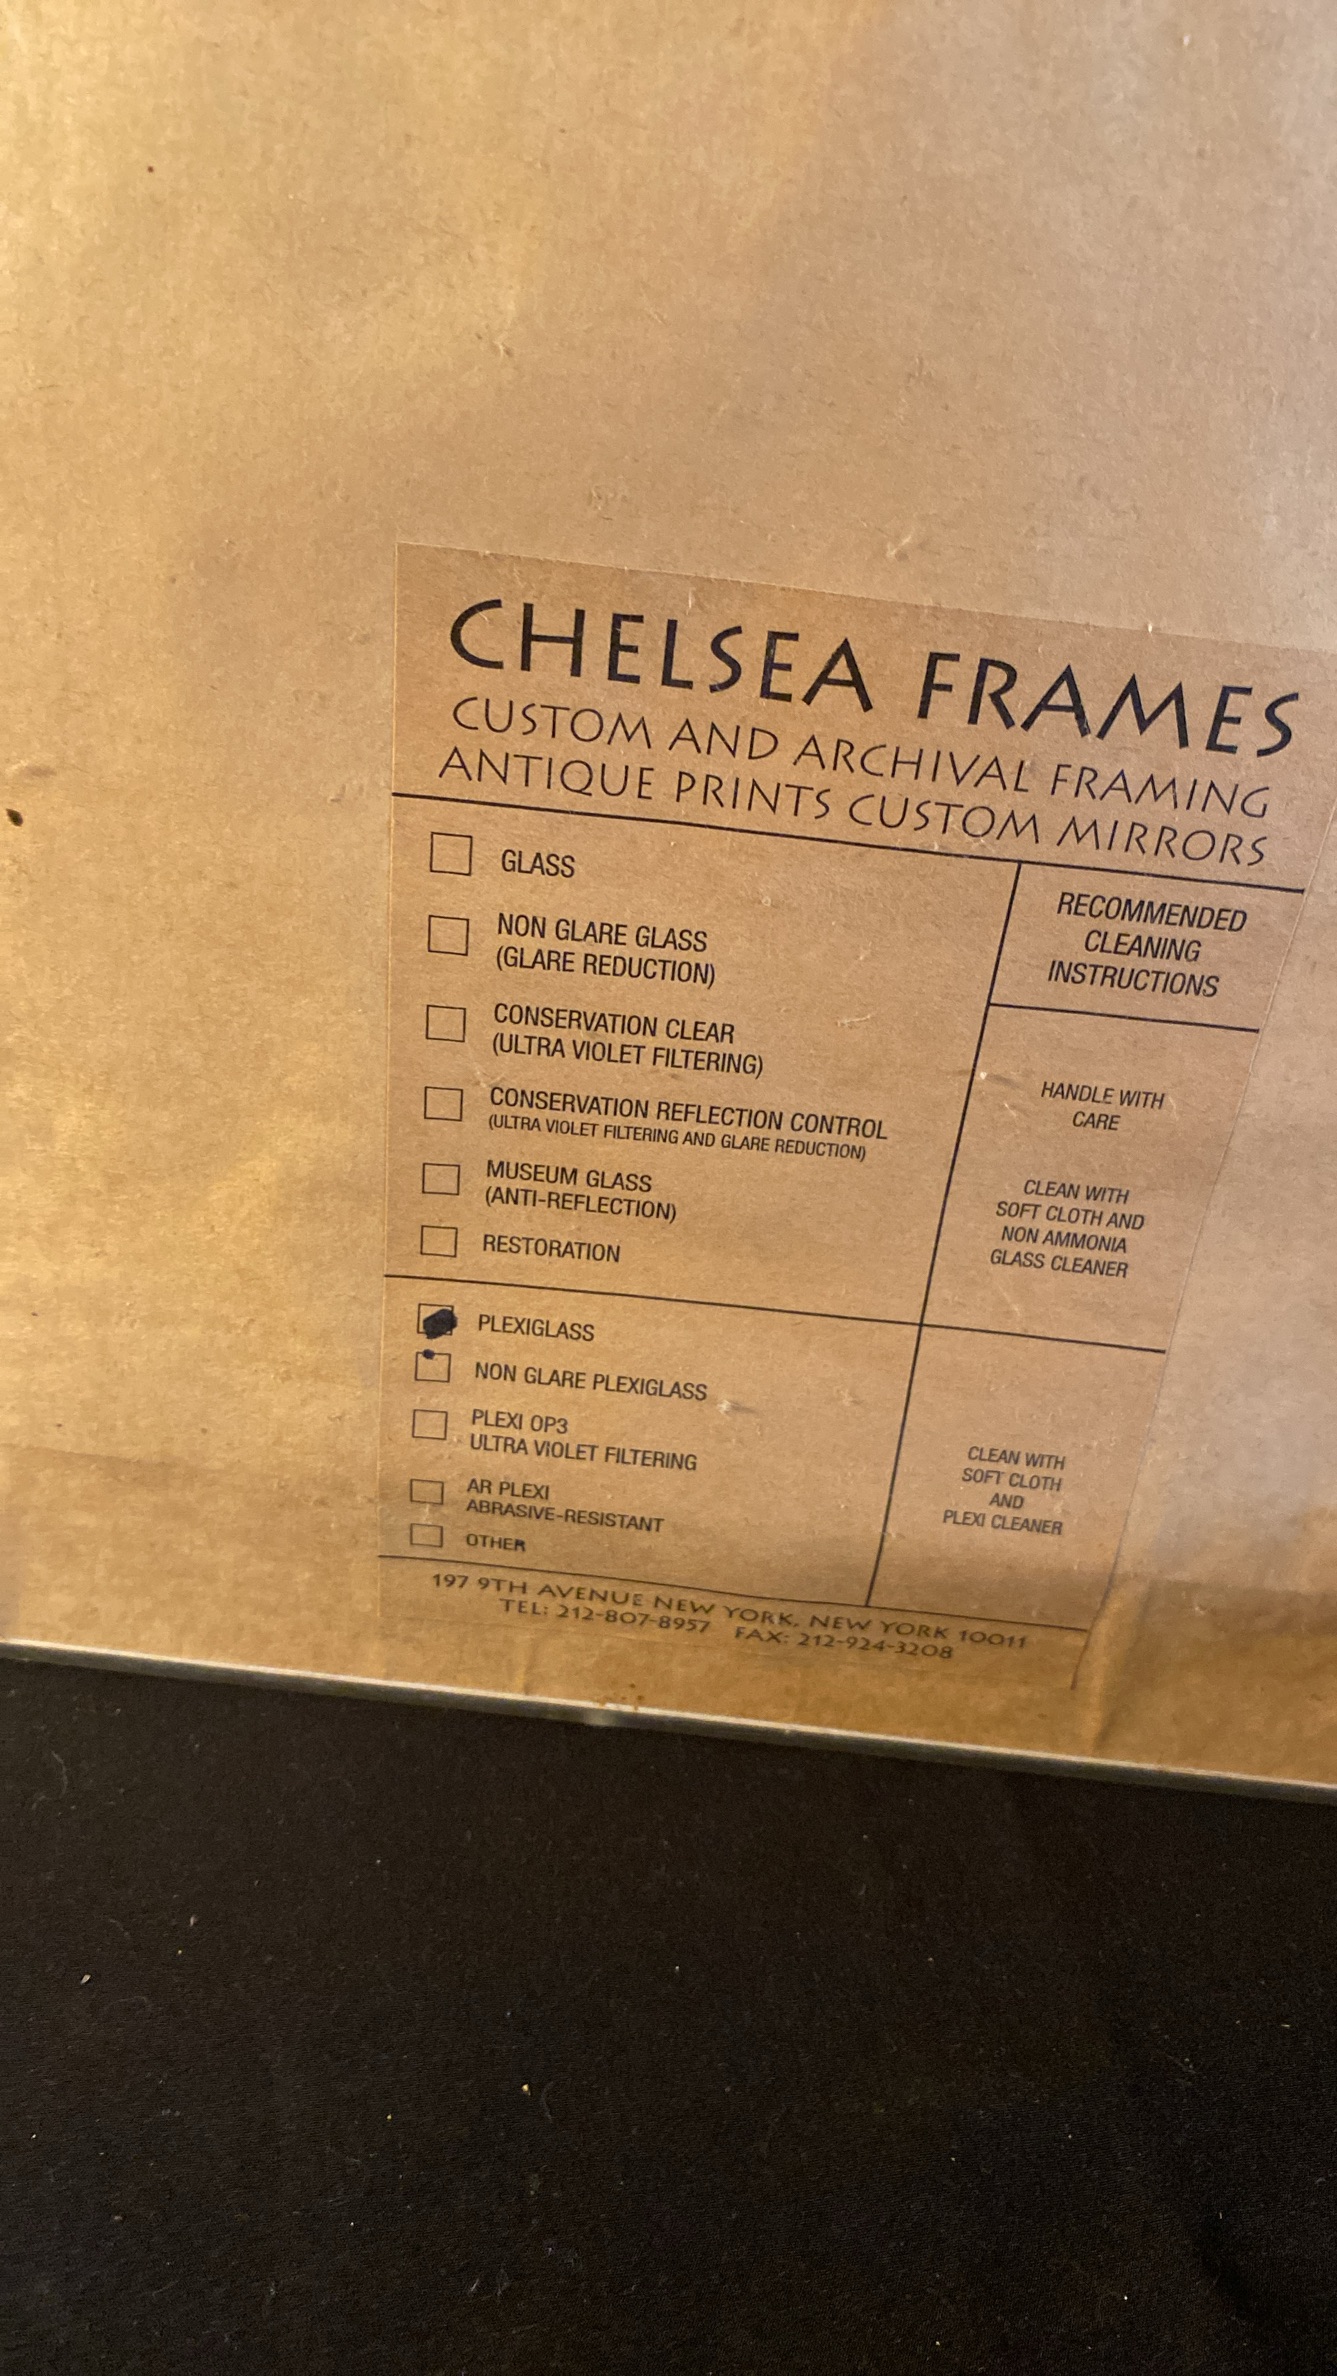 CHELSEA FRAMES
CUSTOM AND ARCHIVAL FRAMING
ANTIQUE PRINTS CUSTOM MIRRORS
GLASS
NON GLARE GLASS
(GLARE REDUCTION)
CONSERVATION CLEAR
(ULTRA VIOLET FILTERING)
CONSERVATION REFLECTION CONTROL
(ULTRA VIOLET FILTERING AND GLARE REDUCTION)
MUSEUM GLASS
(ANTI-REFLECTION)
RESTORATION
RECOMMENDED
CLEANING
INSTRUCTIONS
HANDLE WITH
CARE
CLEAN WITH
SOFT CLOTH AND
NON AMMONIA
GLASS CLEANER
PLEXIGLASS
NON GLARE PLEXIGLASS
PLEXI OP3
ULTRA VIOLET FILTERING
AR PLEXI
ABRASIVE-RESISTANT
OTHER
CLEAN WITH
SOFT CLOTH
AND
PLEXI CLEANER
197 9TH AVENUE NEW YORK, NEW YORK 10011
TEL: 212-807-8957 FAX: 212-924-3208